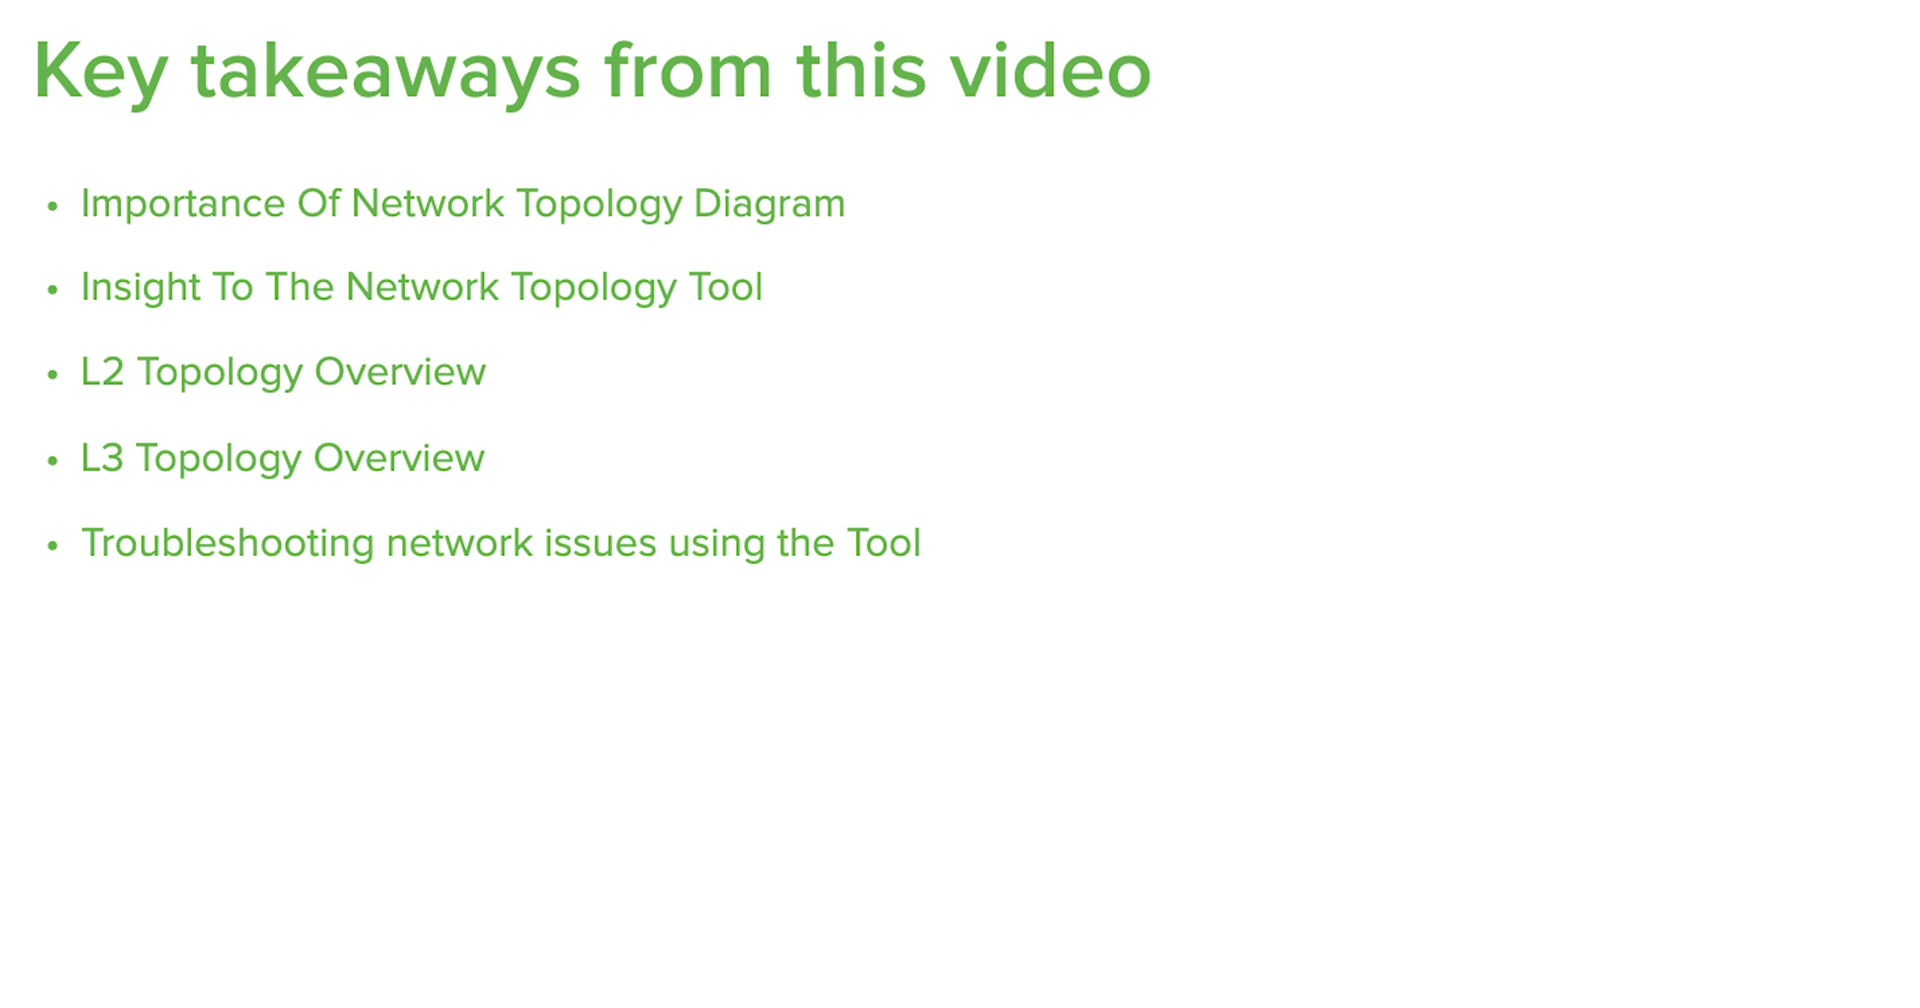 Key takeaways from this video
• Importance Of Network Topology Diagram
• Insight To The Network Topology Tool
• L2 Topology Overview
• L3 Topology Overview
• Troubleshooting network issues using the Tool